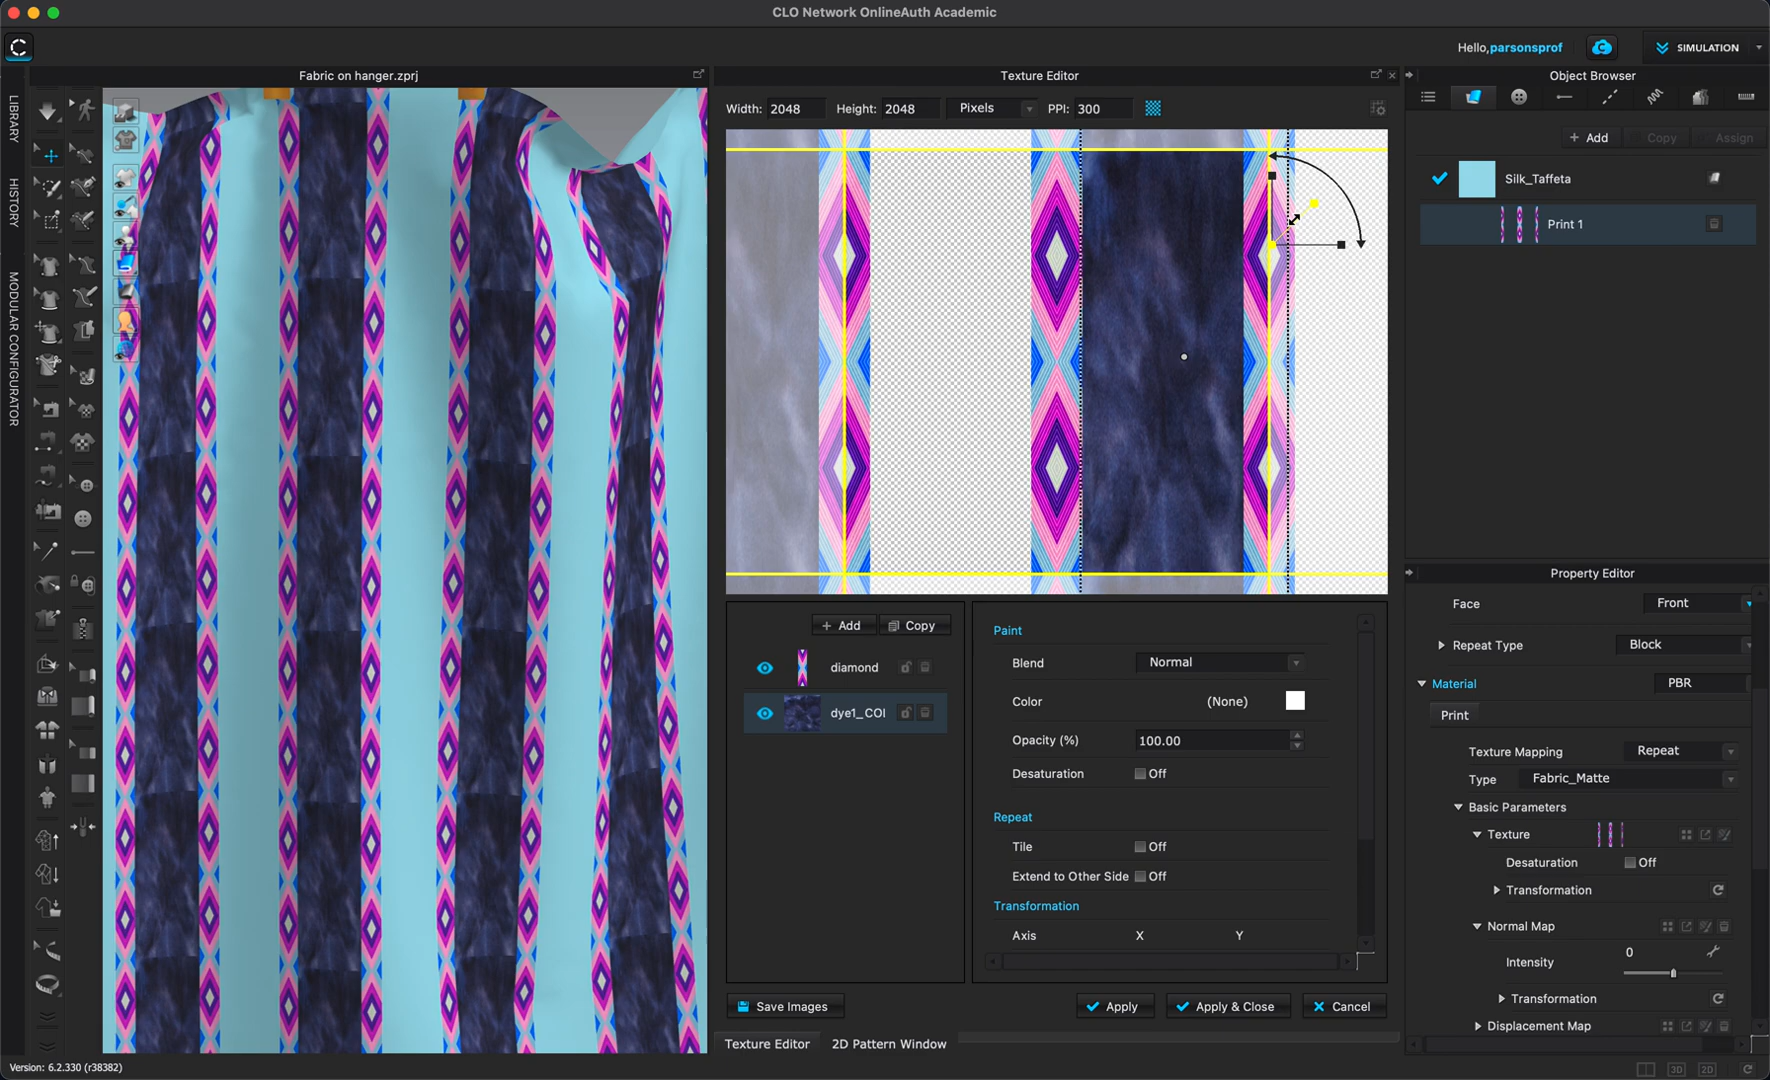 CLO Network OnlineAuth Academic
Hello,parsonsprof
SIMULATION
LIBRARY
HISTORY
MODULAR CONFIGURATOR
Fabric on hanger.zprj
Texture Editor
Width: 2048 Height: 2048 Pixels PPI: 300
+ Add Copy
diamond
dye1_COl
Paint
Blend Normal
Color (None)
Opacity (%) 100.00
Desaturation Off
Repeat
Tile Off
Extend to Other Side Off
Transformation
Axis X Y
Save Images Apply Apply & Close Cancel
Texture Editor 2D Pattern Window
Object Browser
+ Add Copy Assign
Silk_Taffeta
Print 1
Property Editor
Face Front
Repeat Type Block
Material PBR
Print
Texture Mapping Repeat
Type Fabric_Matte
Basic Parameters
Texture
Desaturation Off
Transformation
Normal Map
Intensity 0
Transformation
Displacement Map
Version: 6.2.330 (r38382)
3D 2D